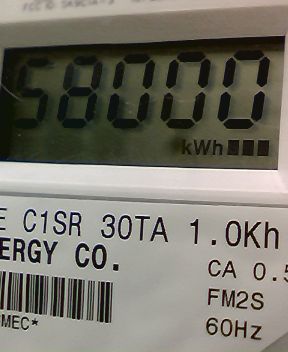 58000
kWh
E C1SR 30TA 1.0Kh
ERGY CO.
CA 0.5
FM2S
MEC*
60Hz